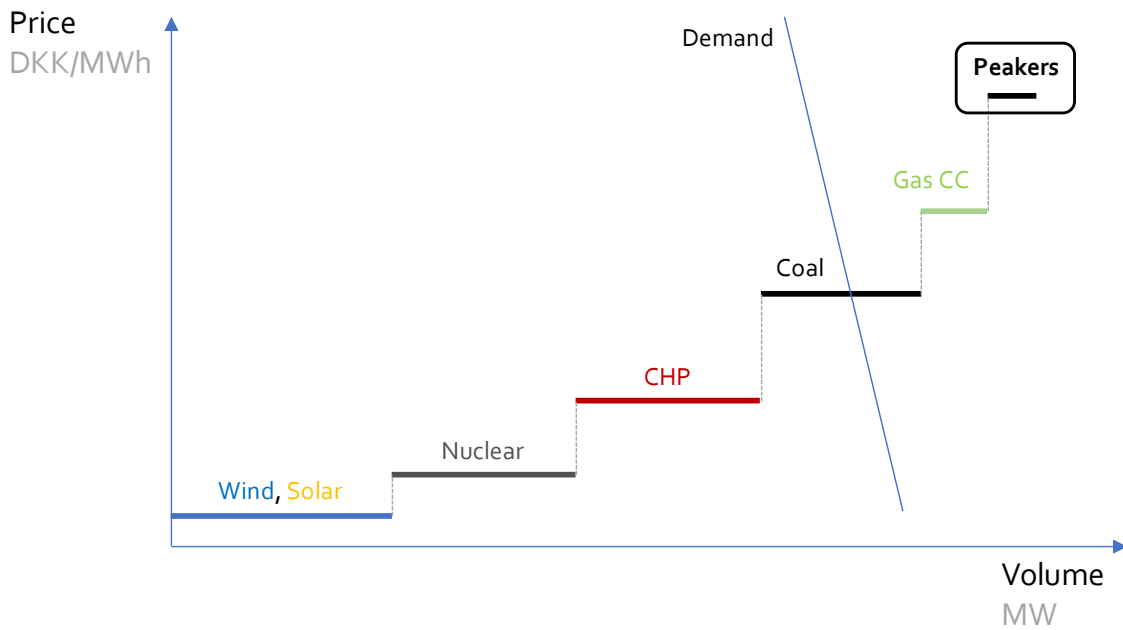 Price
DKK/MWh
Demand
Peakers
Gas CC
Coal
CHP
Nuclear
Wind, Solar
Volume
MW